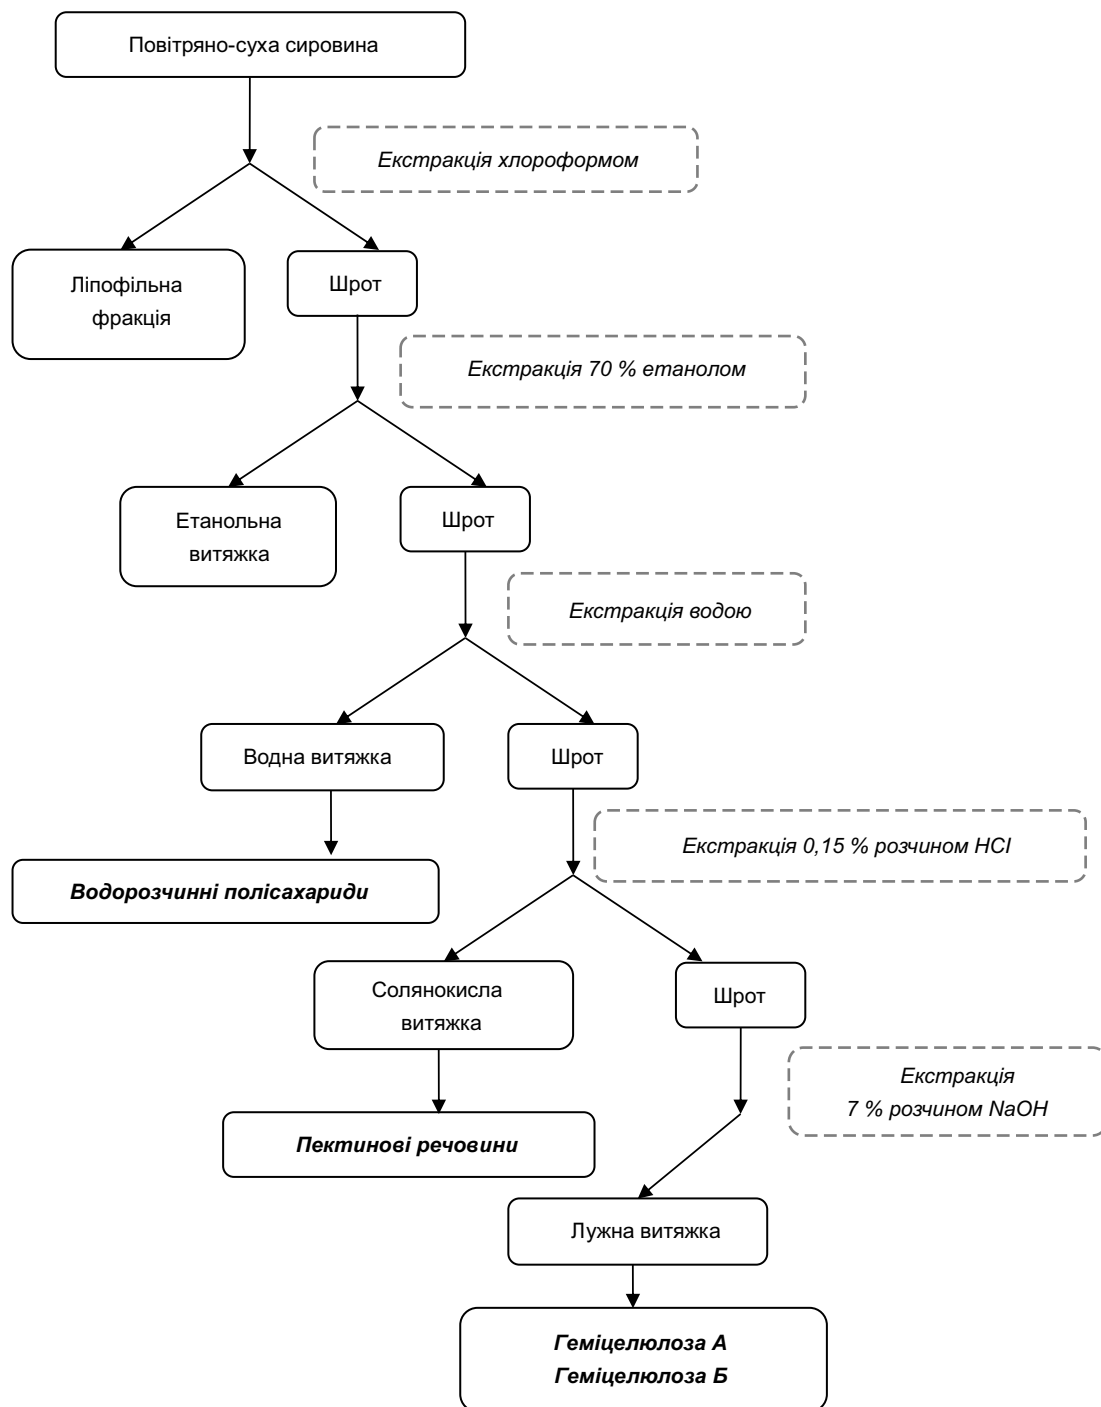 Повітряно-суха сировина
Екстракція хлороформом
Ліпофільна
фракція
Шрот
Екстракція 70 % етанолом
Етанольна
витяжка
Шрот
Екстракція водою
Водна витяжка
Шрот
Екстракція 0,15 % розчином HCl
Водорозчинні полісахариди
Солянокисла
витяжка
Шрот
Екстракція
7 % розчином NaOH
Пектинові речовини
Лужна витяжка
Геміцелюлоза А
Геміцелюлоза Б